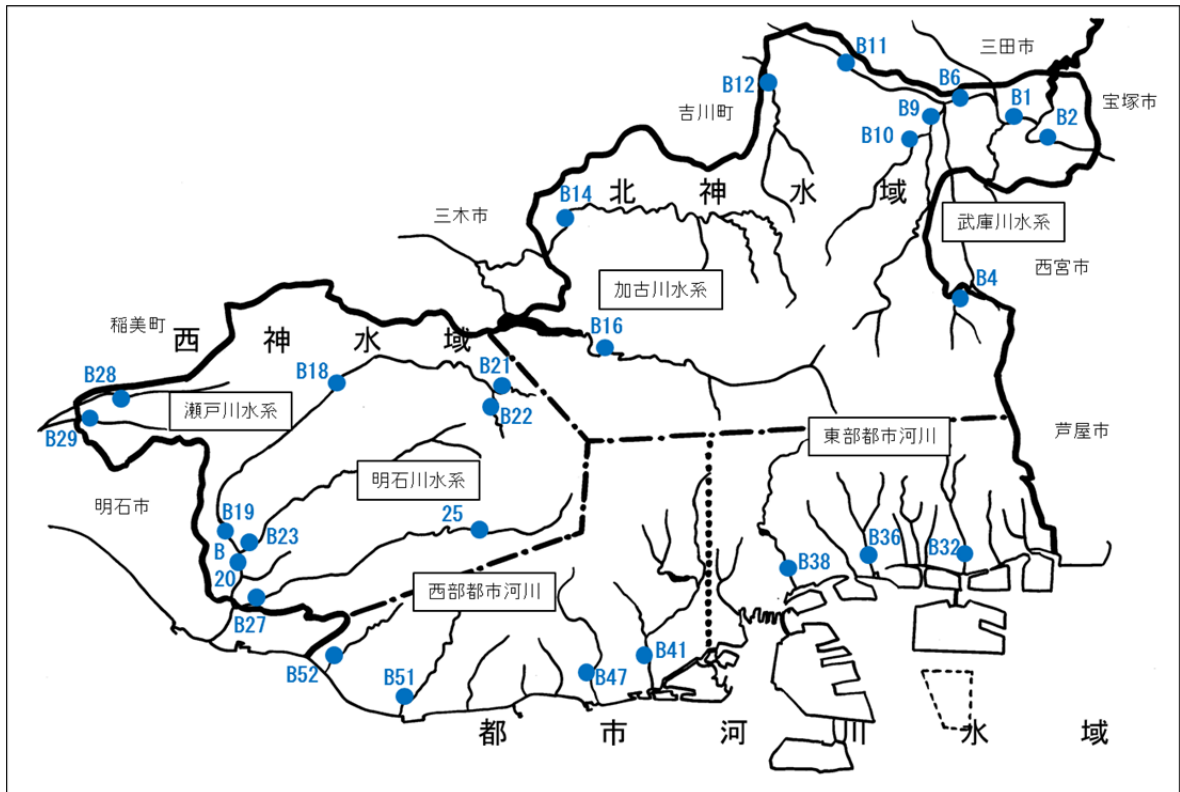 三田市
B11
B6
B12
B1
宝塚市
吉川町
B9
B2
B10
北神水域
B14
三木市
武庫川水系
西宮市
加古川水系
B4
稲美町
西神水域
B16
B18
B21
B28
瀬戸川水系
B22
B29
東部都市河川
芦屋市
明石川水系
明石市
B19
25
B23
B36
B32
B
20
B38
西部都市河川
B27
B41
B52
B51
B47
都市河川水域